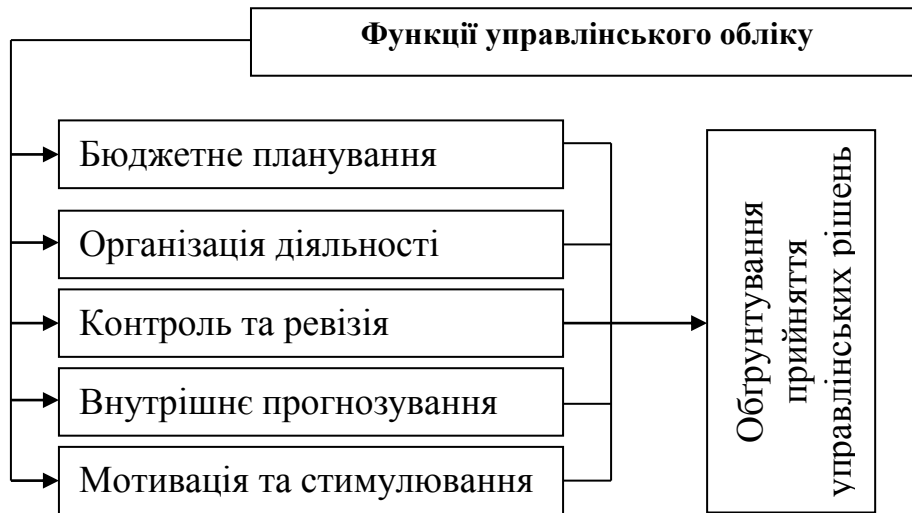 Функції управлінського обліку
Бюджетне планування
Організація діяльності
Контроль та ревізія
Внутрішнє прогнозування
Мотивація та стимулювання
Обґрунтування
прийняття
управлінських рішень